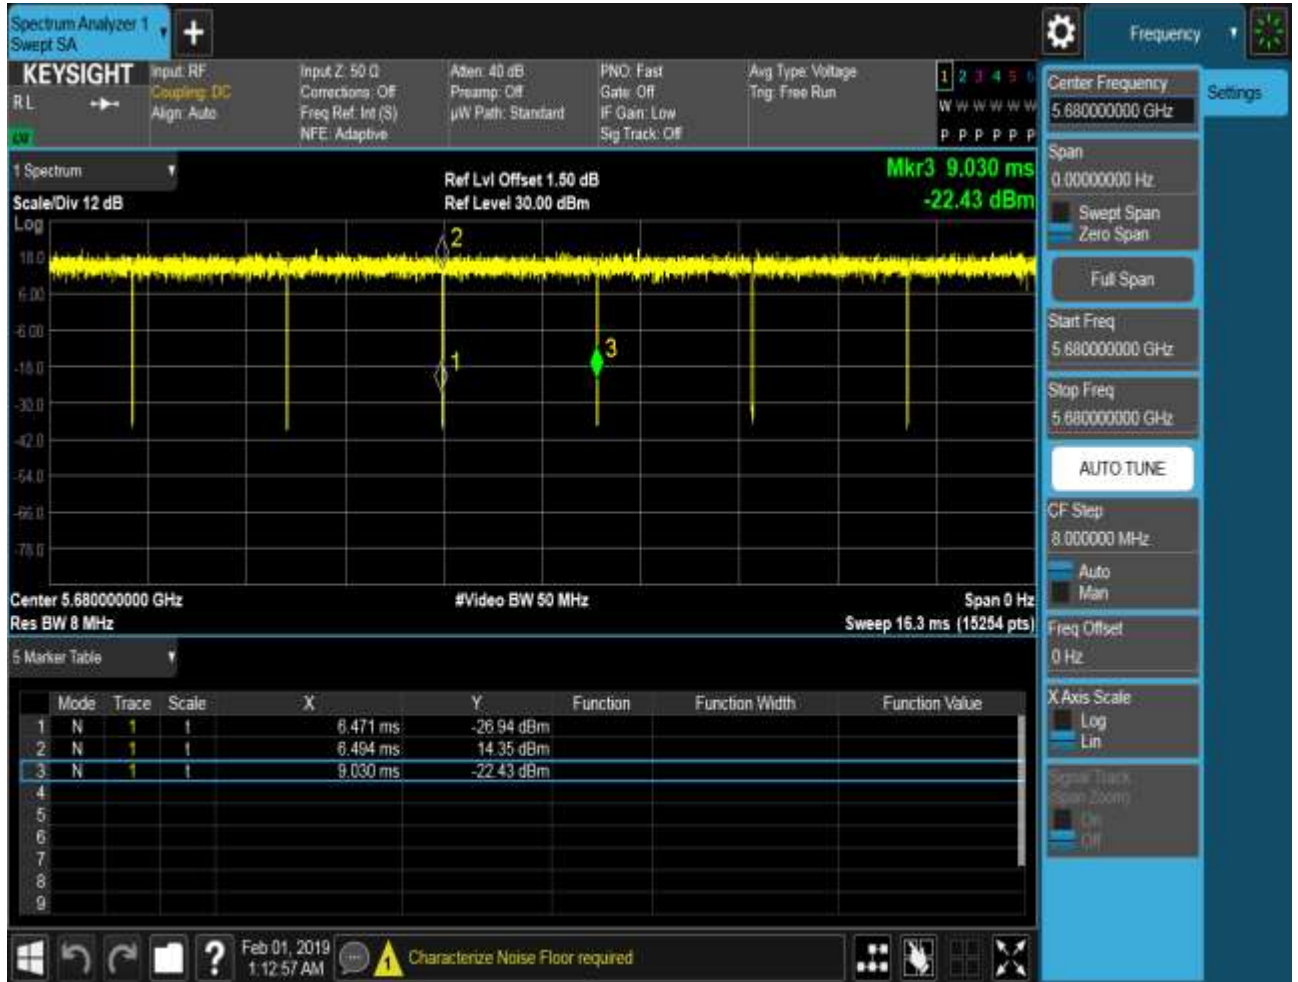 Spectrum Analyzer 1
Swept SA
+
Frequency
KEYSIGHT
RL
Input: RF
Coupling: DC
Align: Auto
Input Z: 50 Ω
Corrections: Off
Freq Ref: Int (S)
NFE: Adaptive
Atten: 40 dB
Preamp: Off
µW Path: Standard
PNO: Fast
Gate: Off
IF Gain: Low
Sig Track: Off
Avg Type: Voltage
Trig: Free Run
1 2 3 4 5 6
W W W W W W
P P P P P P
1 Spectrum
Scale/Div 12 dB
Ref Lvl Offset 1.50 dB
Ref Level 30.00 dBm
Mkr3 9.030 ms
-22.43 dBm
Log
18.0
6.00
-6.00
-18.0
-30.0
-42.0
-54.0
-66.0
-78.0
2
1
3
Center 5.680000000 GHz
#Video BW 50 MHz
Span 0 Hz
Res BW 8 MHz
Sweep 16.3 ms (15254 pts)
5 Marker Table
Mode Trace Scale X Y Function Function Width Function Value
1 N 1 t 6.471 ms -26.94 dBm
2 N 1 t 6.494 ms 14.35 dBm
3 N 1 t 9.030 ms -22.43 dBm
4
5
6
7
8
9
Center Frequency
5.680000000 GHz
Settings
Span
0.00000000 Hz
Swept Span
Zero Span
Full Span
Start Freq
5.680000000 GHz
Stop Freq
5.680000000 GHz
AUTO TUNE
CF Step
8.000000 MHz
Auto
Man
Freq Offset
0 Hz
X Axis Scale
Log
Lin
Signal Track
(Span Zoom)
On
Off
?
Feb 01, 2019
1:12:57 AM
1
Characterize Noise Floor required